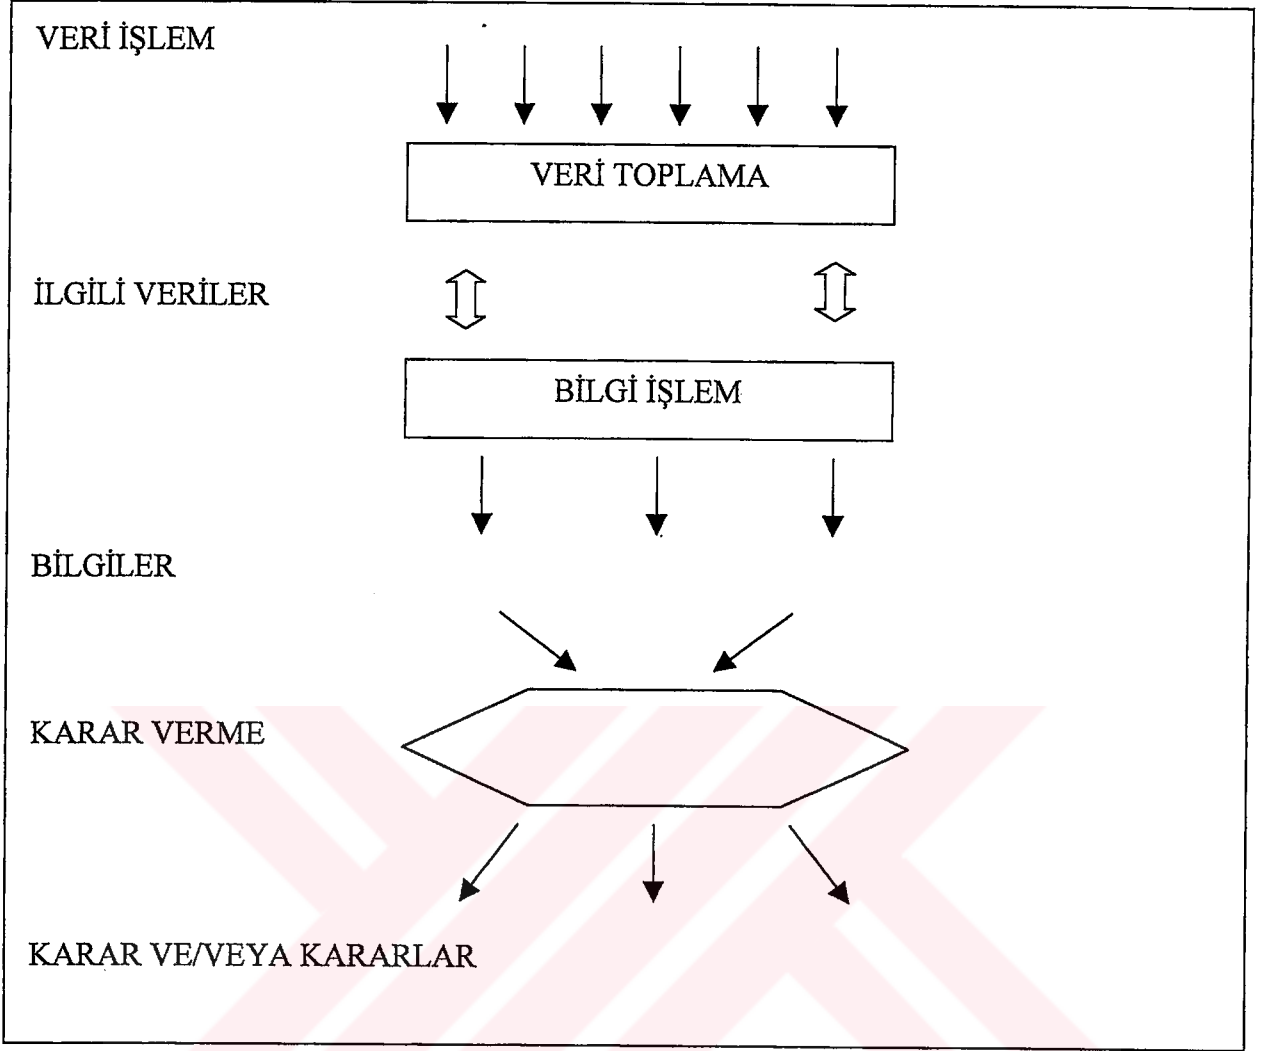 VERİ İŞLEM
VERİ TOPLAMA
İLGİLİ VERİLER
BİLGİ İŞLEM
BİLGİLER
KARAR VERME
KARAR VE/VEYA KARARLAR